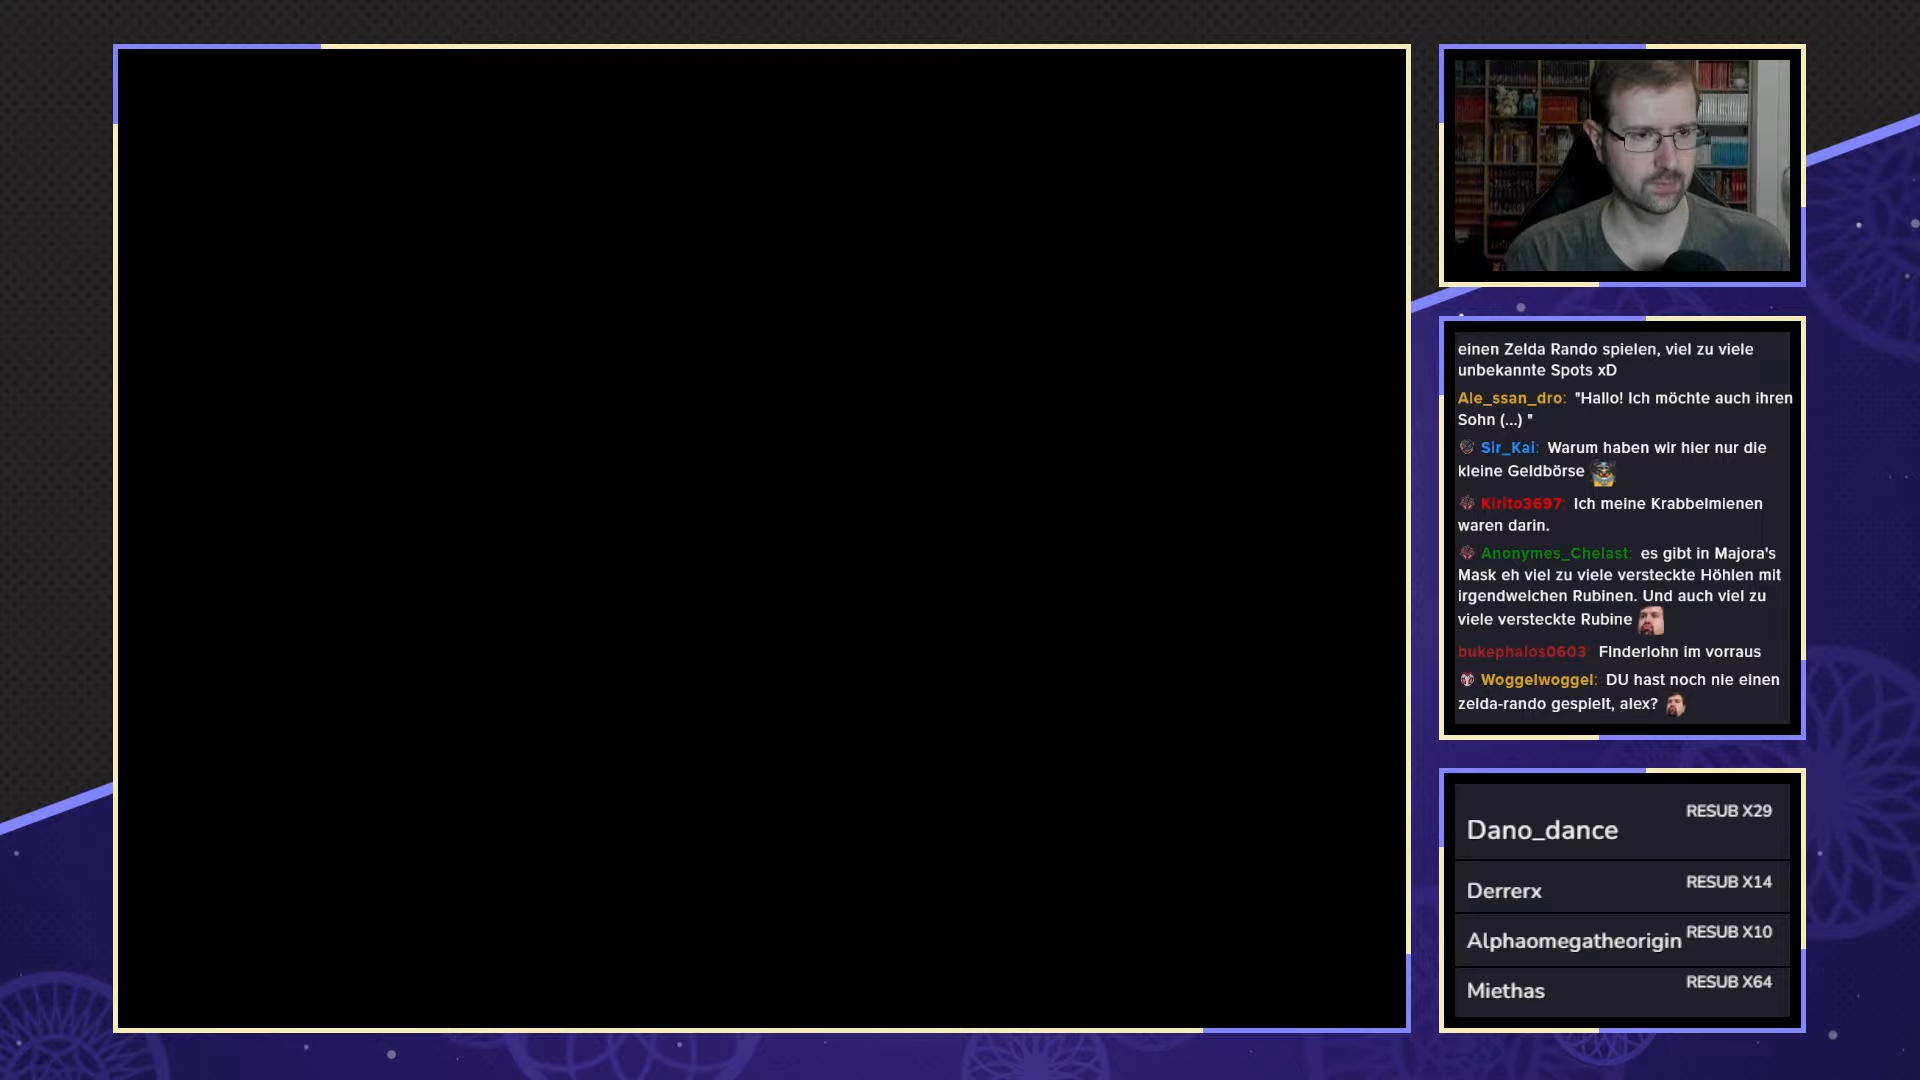 einen Zelda Rando spielen, viel zu viele
unbekannte Spots xD
Ale_ssan_dro: "Hallo! Ich möchte auch ihren
Sohn (...) "
Sir_Kai: Warum haben wir hier nur die
kleine Geldbörse
Kirito3697: Ich meine Krabbelmienen
waren darin.
Anonymes_Chelast: es gibt in Majora's
Mask eh viel zu viele versteckte Höhlen mit
irgendwelchen Rubinen. Und auch viel zu
viele versteckte Rubine
bukephalos0603: Finderlohn im vorraus
Woggelwoggel: DU hast noch nie einen
zelda-rando gespielt, alex?
Dano_dance RESUB X29
Derrerx RESUB X14
Alphaomegatheorigin RESUB X10
Miethas RESUB X64